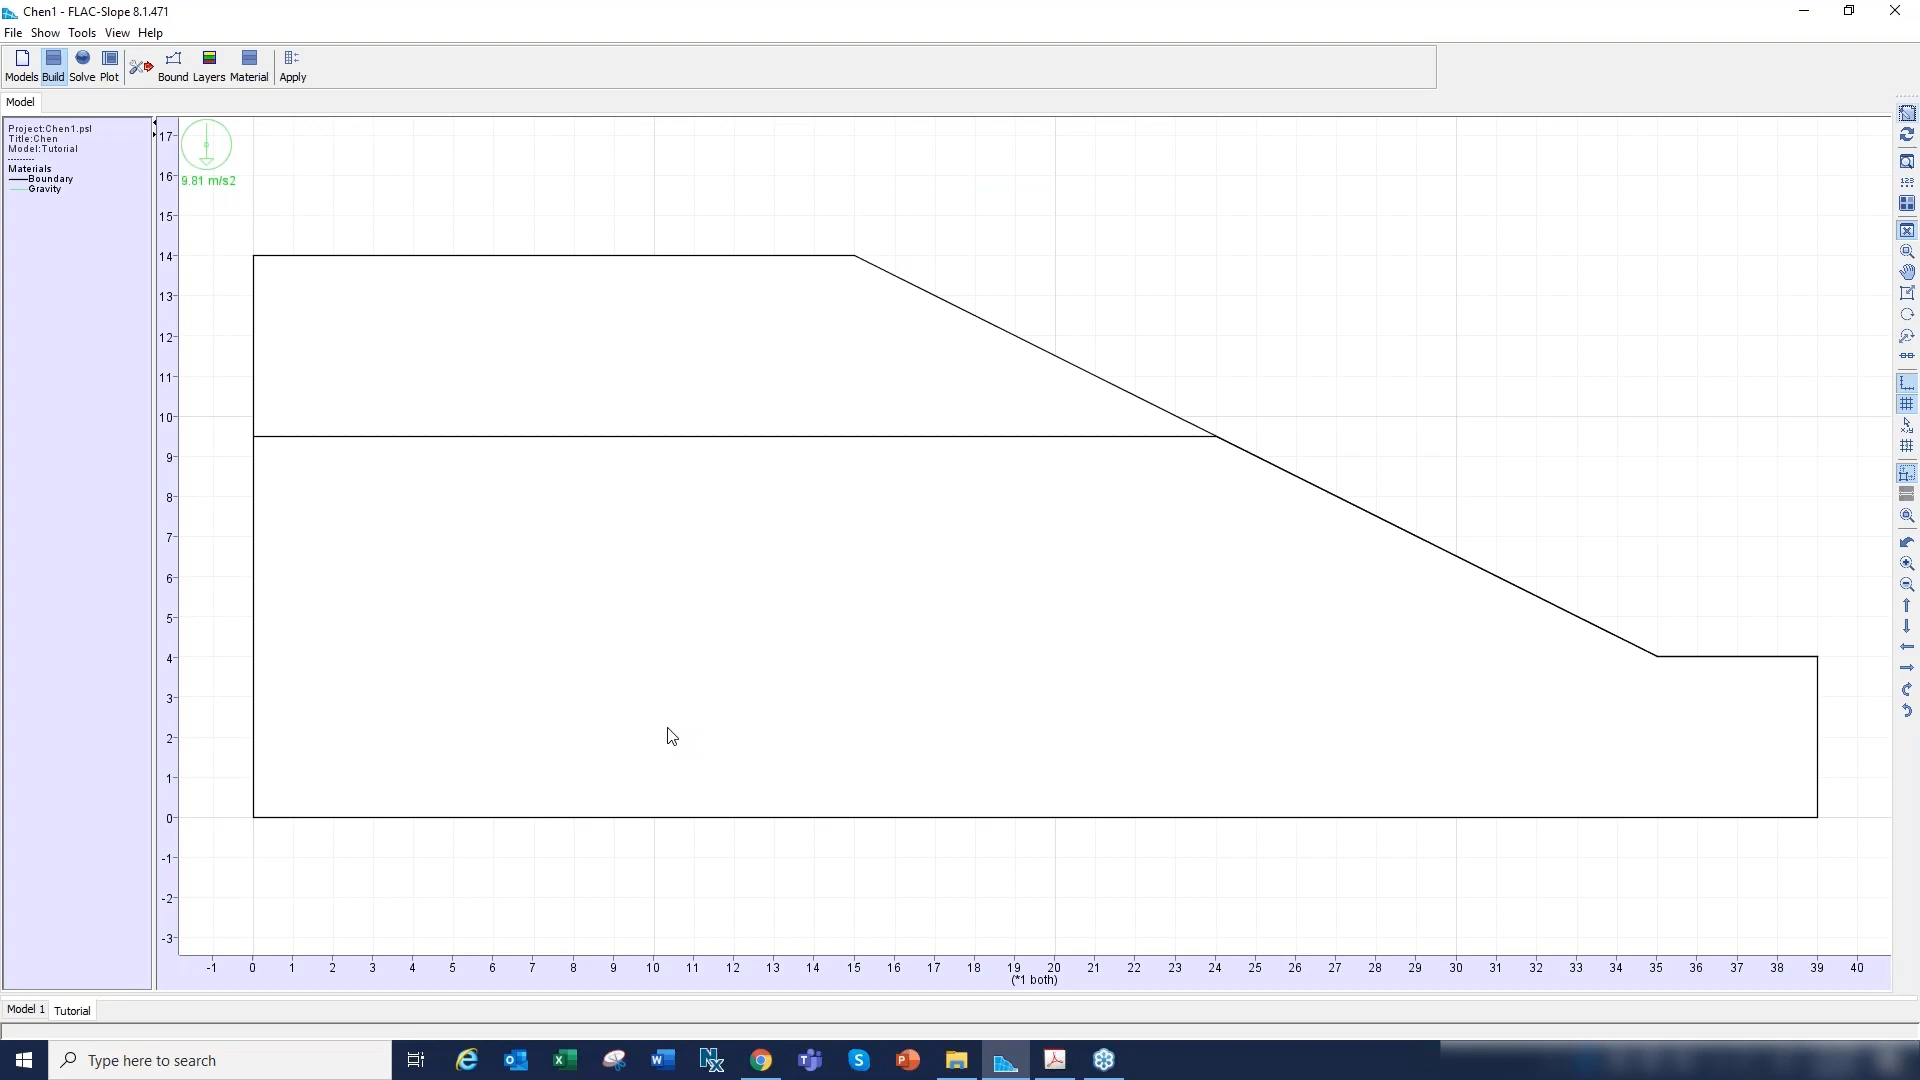 Chen1 - FLAC-Slope 8.1.471
File Show Tools View Help
Models Build Solve Plot Bound Layers Material Apply
Model
Project:Chen1.psl
Title:Chen
Model:Tutorial
---------
Materials
Boundary
Gravity
9.81 m/s2
17
16
15
14
13
12
11
10
9
8
7
6
5
4
3
2
1
0
-1
-2
-3
-1 0 1 2 3 4 5 6 7 8 9 10 11 12 13 14 15 16 17 18 19 20 21 22 23 24 25 26 27 28 29 30 31 32 33 34 35 36 37 38 39 40
(*1 both)
Model 1 Tutorial
Type here to search